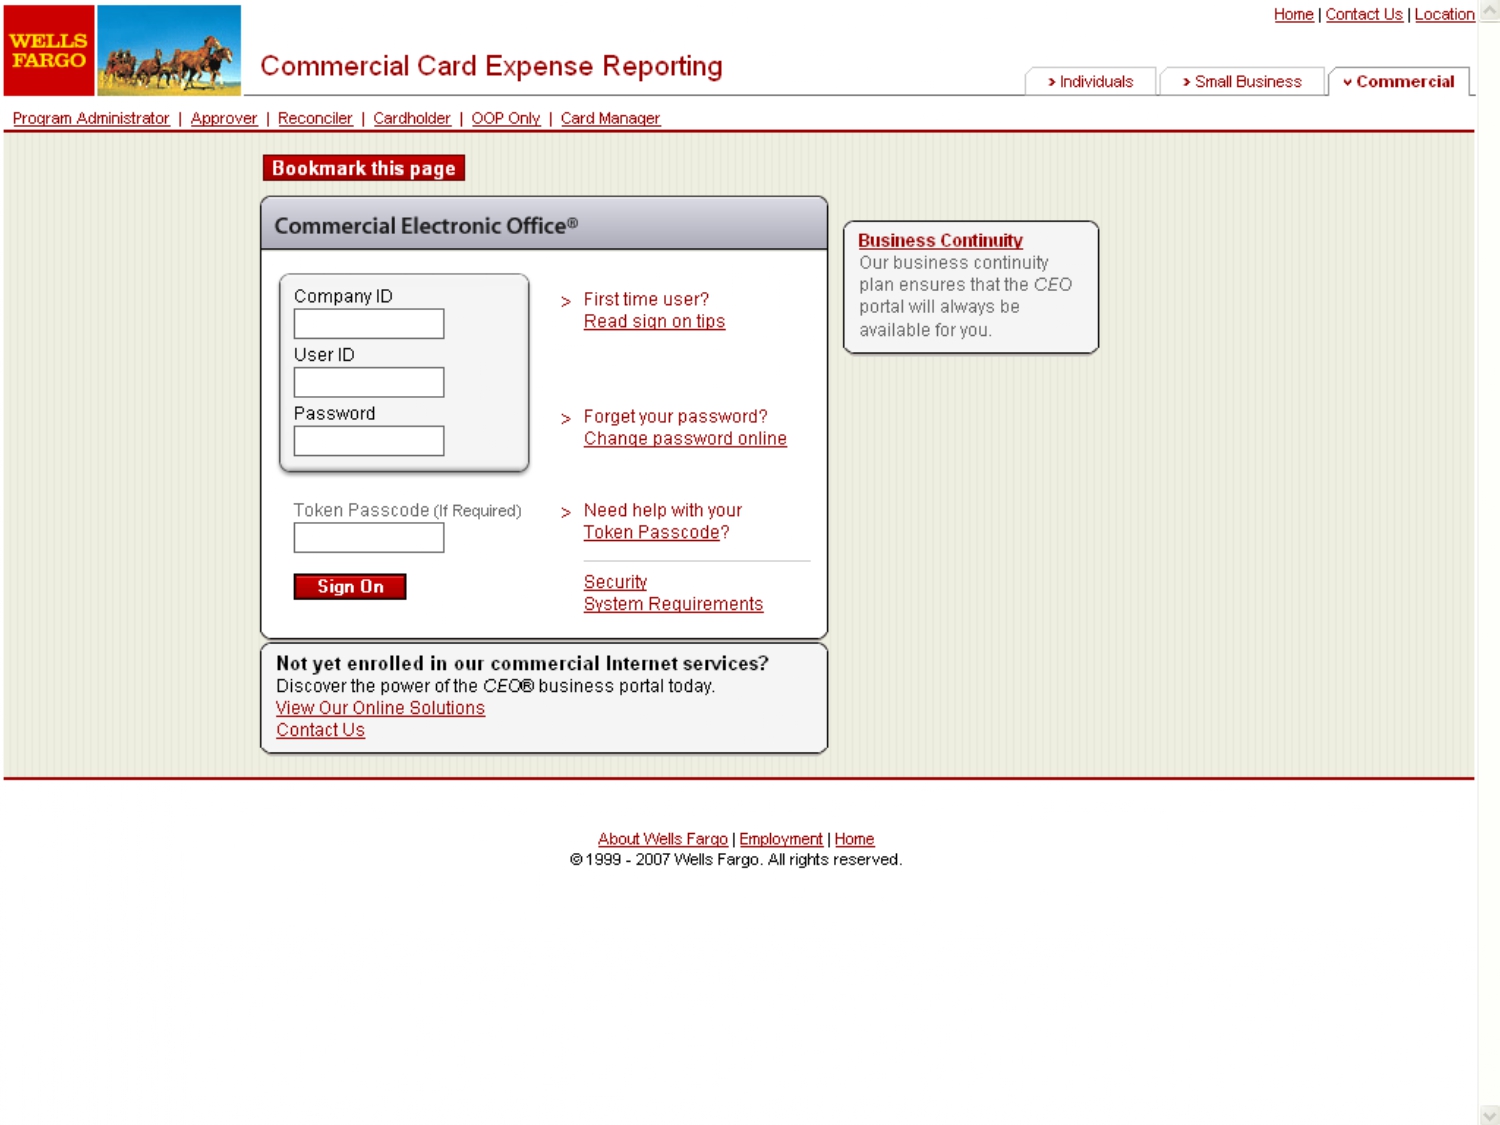 Home | Contact Us | Location
WELLS
FARGO
Commercial Card Expense Reporting
Individuals
Small Business
Commercial
Program Administrator | Approver | Reconciler | Cardholder | OOP Only | Card Manager
Bookmark this page
Commercial Electronic Office®
Company ID
User ID
Password
Token Passcode (If Required)
Sign On
> First time user?
Read sign on tips
> Forget your password?
Change password online
> Need help with your
Token Passcode?
Security
System Requirements
Business Continuity
Our business continuity
plan ensures that the CEO
portal will always be
available for you.
Not yet enrolled in our commercial Internet services?
Discover the power of the CEO® business portal today.
View Our Online Solutions
Contact Us
About Wells Fargo | Employment | Home
© 1999 - 2007 Wells Fargo. All rights reserved.